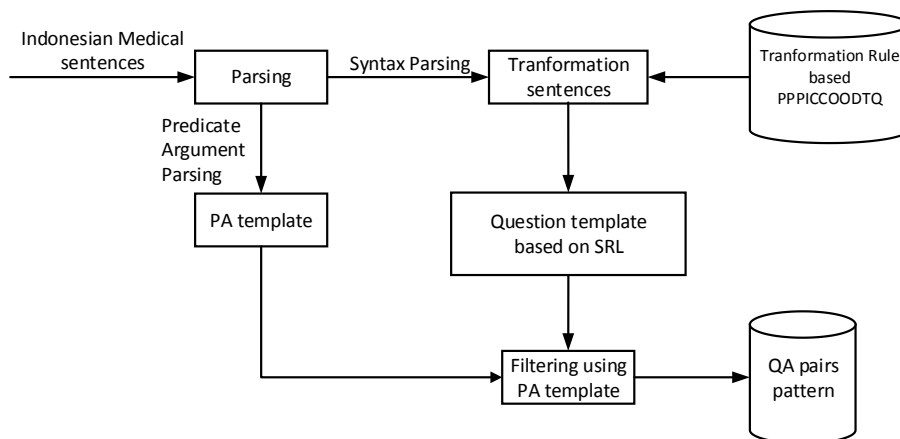 Indonesian Medical
sentences
Parsing
Syntax Parsing
Tranformation
sentences
Tranformation Rule
based
PPPICCOODTQ
Predicate
Argument
Parsing
PA template
Question template
based on SRL
Filtering using
PA template
QA pairs
pattern